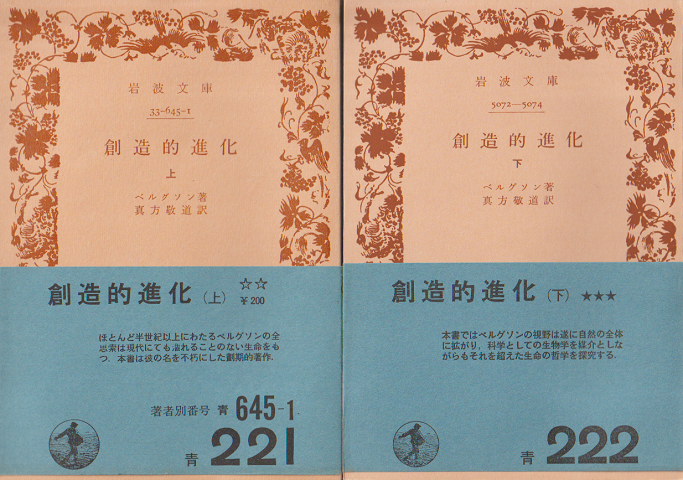 岩波文庫
33-645-1
創造的進化
上
ベルグソン著
真方敬道訳
創造的進化(上)☆☆
¥200
ほとんど半世紀以上にわたるベルグソンの全
思索は現代にても涸れることのない生命をも
つ．本書は彼の名を不朽にした劃期的著作．
著者別番号 青 645-1
青 221
岩波文庫
5072―5074
創造的進化
下
ベルグソン著
真方敬道訳
創造的進化(下)★★★
本書ではベルグソンの視野は遂に自然の全体
に拡がり，科学としての生物学を媒介としな
がらもそれを超えた生命の哲学を探究する．
青 222